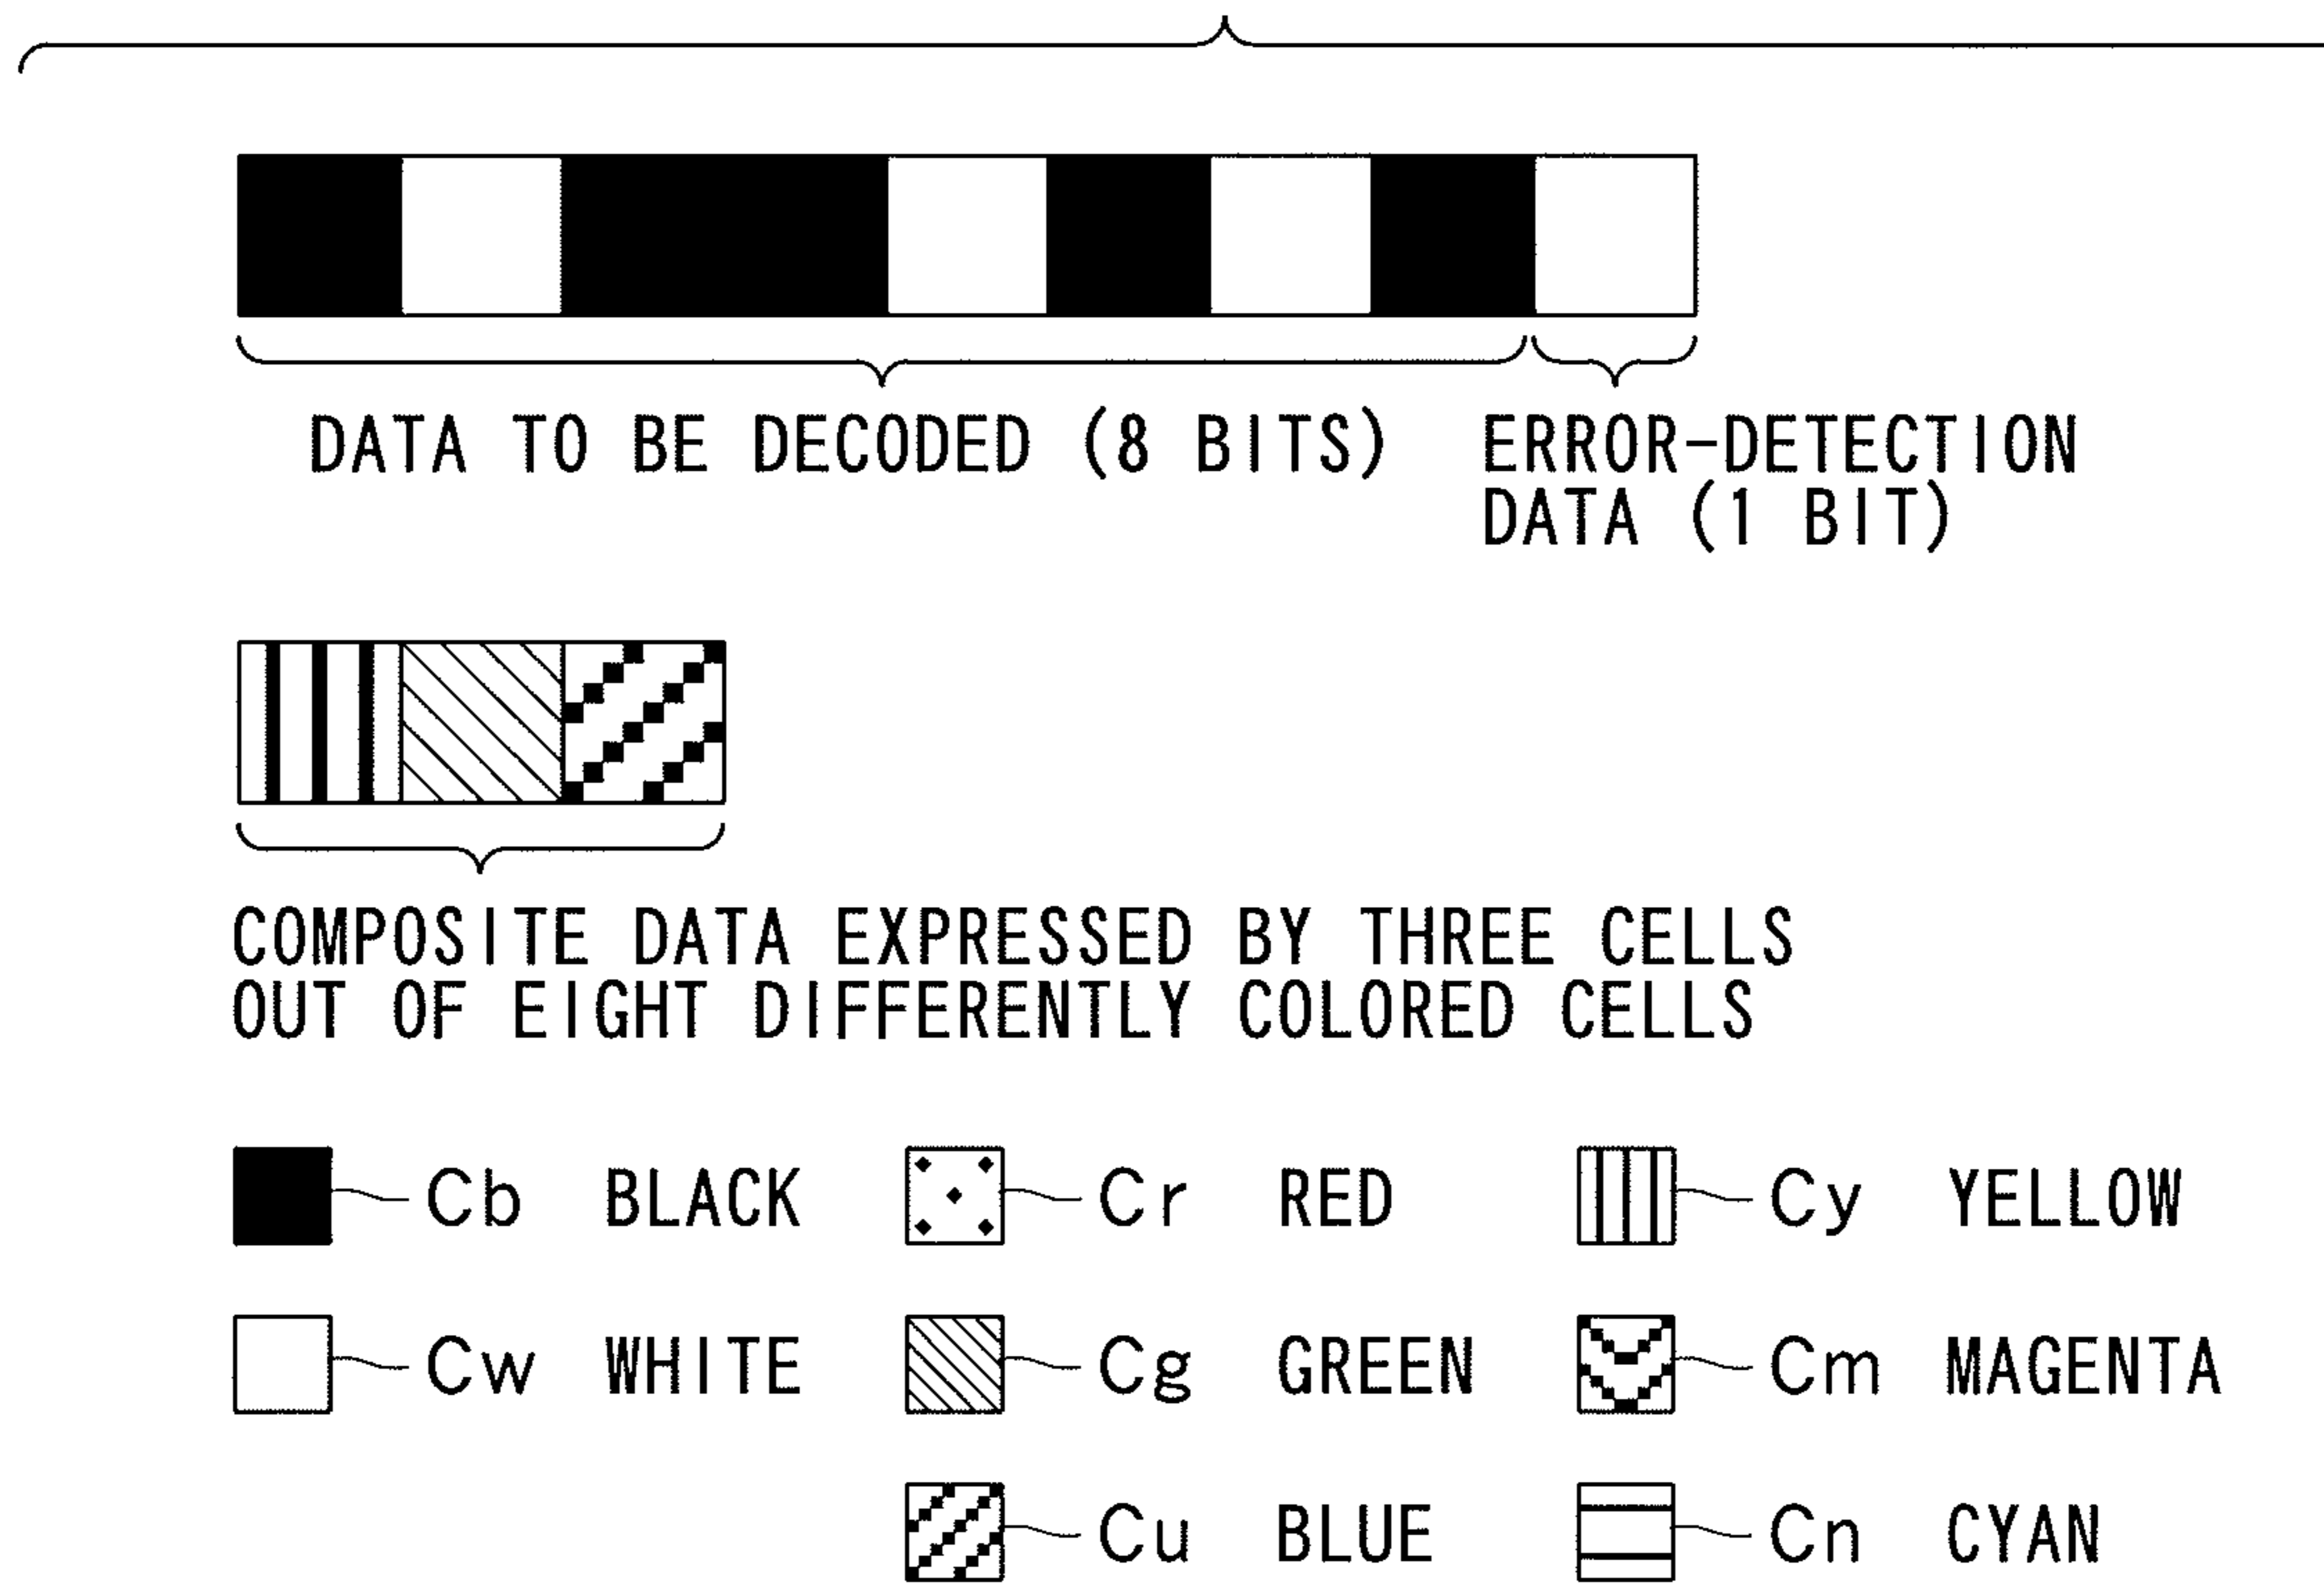 DATA TO BE DECODED (8 BITS)
ERROR-DETECTION
DATA (1 BIT)
COMPOSITE DATA EXPRESSED BY THREE CELLS
OUT OF EIGHT DIFFERENTLY COLORED CELLS
Cb BLACK
Cr RED
Cy YELLOW
Cw WHITE
Cg GREEN
Cm MAGENTA
Cu BLUE
Cn CYAN